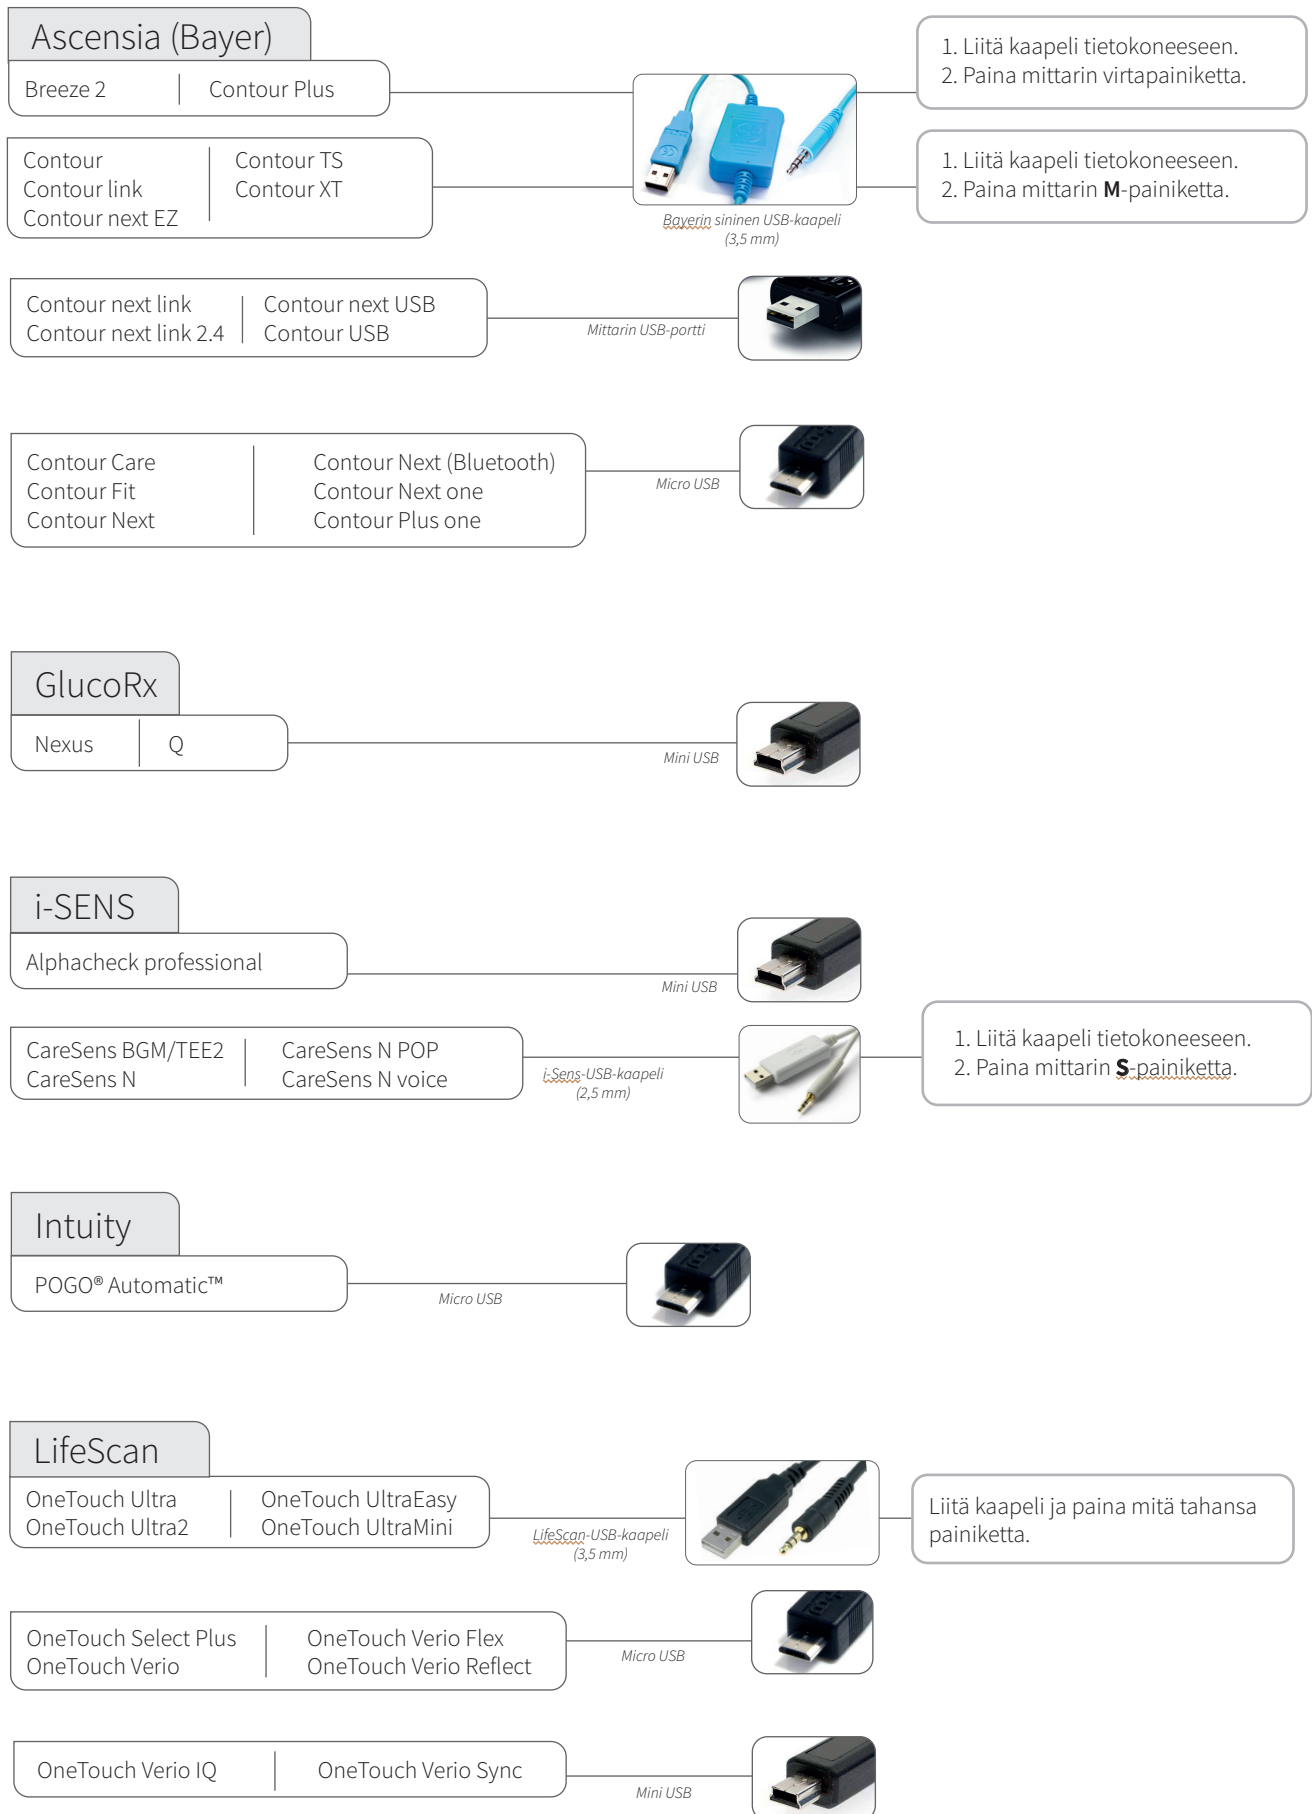 Ascensia (Bayer)
Breeze 2
Contour Plus
1. Liitä kaapeli tietokoneeseen.
2. Paina mittarin virtapainiketta.
Contour
Contour link
Contour next EZ
Contour TS
Contour XT
1. Liitä kaapeli tietokoneeseen.
2. Paina mittarin M-painiketta.
Bayerin sininen USB-kaapeli
(3,5 mm)
Contour next link
Contour next link 2.4
Contour next USB
Contour USB
Mittarin USB-portti
Contour Care
Contour Fit
Contour Next
Contour Next (Bluetooth)
Contour Next one
Contour Plus one
Micro USB
GlucoRx
Nexus
Q
Mini USB
i-SENS
Alphacheck professional
Mini USB
CareSens BGM/TEE2
CareSens N
CareSens N POP
CareSens N voice
i-Sens-USB-kaapeli
(2,5 mm)
1. Liitä kaapeli tietokoneeseen.
2. Paina mittarin S-painiketta.
Intuity
POGO® Automatic™
Micro USB
LifeScan
OneTouch Ultra
OneTouch Ultra2
OneTouch UltraEasy
OneTouch UltraMini
LifeScan-USB-kaapeli
(3,5 mm)
Liitä kaapeli ja paina mitä tahansa
painiketta.
OneTouch Select Plus
OneTouch Verio
OneTouch Verio Flex
OneTouch Verio Reflect
Micro USB
OneTouch Verio IQ
OneTouch Verio Sync
Mini USB